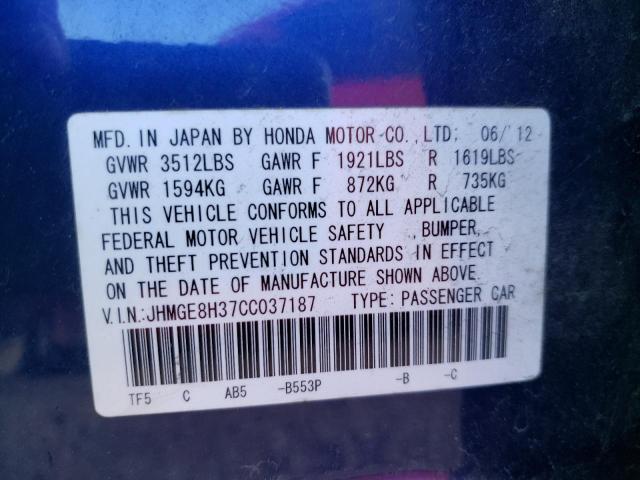 MFD. IN JAPAN BY HONDA MOTOR CO., LTD: 06/'12
GVWR 3512LBS GAWR F 1921LBS R 1619LBS
GVWR 1594KG GAWR F 872KG R 735KG
THIS VEHICLE CONFORMS TO ALL APPLICABLE
FEDERAL MOTOR VEHICLE SAFETY ,BUMPER,
AND THEFT PREVENTION STANDARDS IN EFFECT
ON THE DATE OF MANUFACTURE SHOWN ABOVE.
V.I.N.:JHMGE8H37CC037187 TYPE: PASSENGER CAR
TF5 C AB5 -B553P -B -C